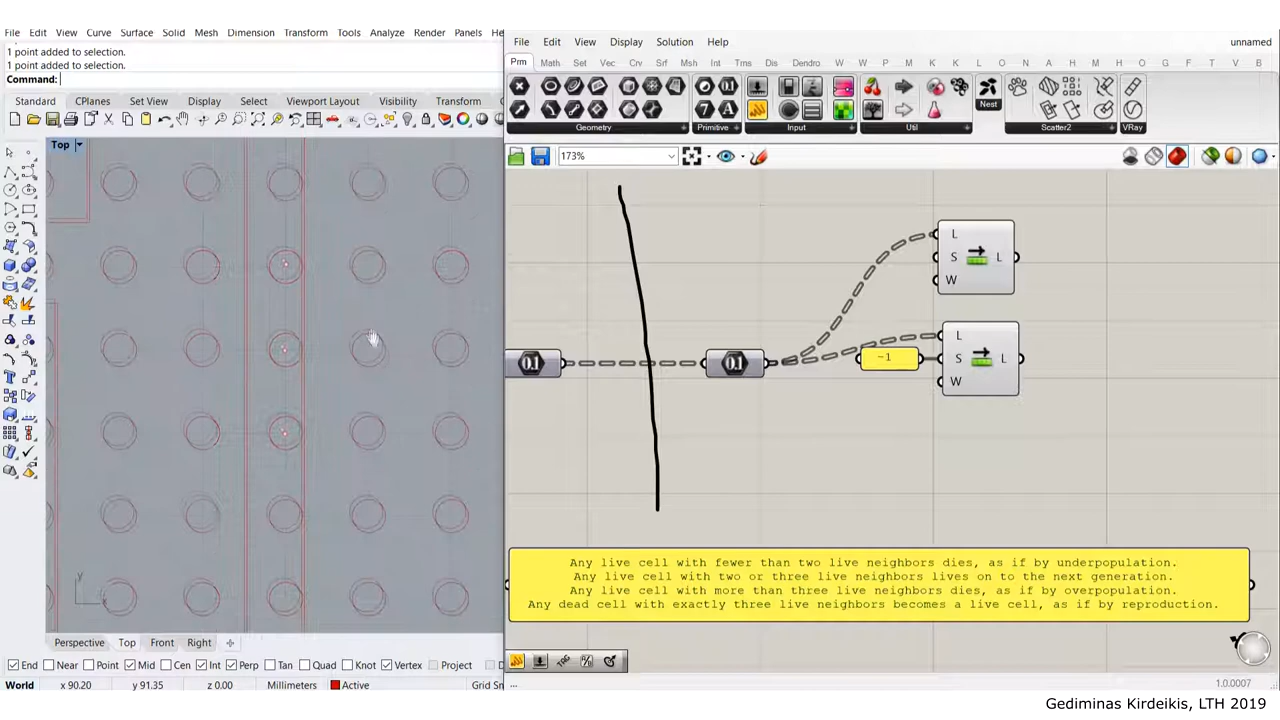 File Edit View Curve Surface Solid Mesh Dimension Transform Tools Analyze Render Panels He
1 point added to selection.
1 point added to selection.
Command:
Standard CPlanes Set View Display Select Viewport Layout Visibility Transform
Top
y
x
Perspective Top Front Right
End Near Point Mid Cen Int Perp Tan Quad Knot Vertex Project
World x 90.20 y 91.35 z 0.00 Millimeters Active Grid Sn
File Edit View Display Solution Help unnamed
Prm Math Set Vec Crv Srf Msh Int Trns Dis Dendro W W P M K K A L O N A H F A P E V B
Geometry Primitive Input Util Nest Scatter2 VRay
173%
L
S L
W
0.1 0.1
L
-1 S L
W
Any live cell with fewer than two live neighbors dies, as if by underpopulation.
Any live cell with two or three live neighbors lives on to the next generation.
Any live cell with more than three live neighbors dies, as if by overpopulation.
Any dead cell with exactly three live neighbors becomes a live cell, as if by reproduction.
...
1.0.0007
Gediminas Kirdeikis, LTH 2019